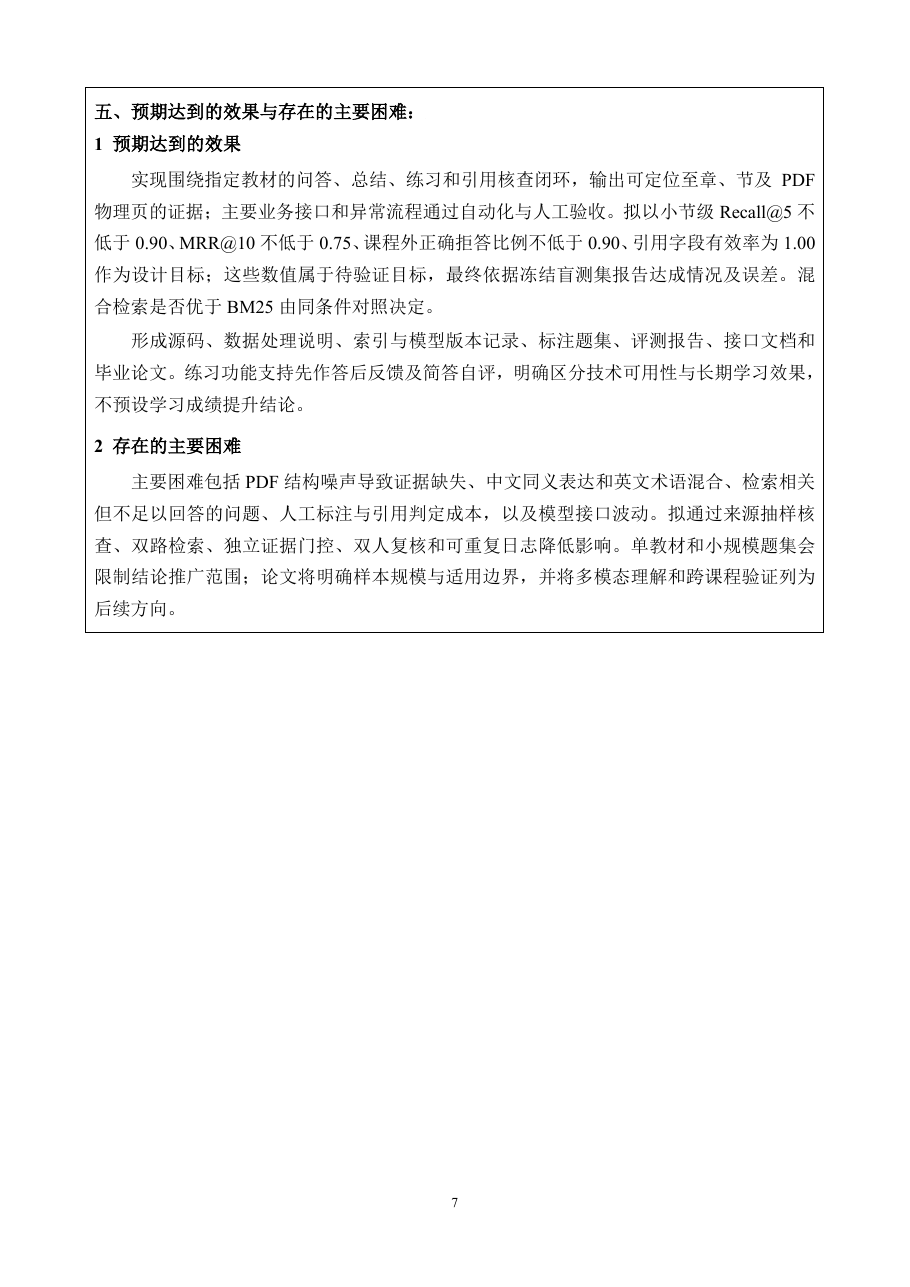 五、预期达到的效果与存在的主要困难：
1 预期达到的效果
实现围绕指定教材的问答、总结、练习和引用核查闭环，输出可定位至章、节及 PDF
物理页的证据；主要业务接口和异常流程通过自动化与人工验收。拟以小节级 Recall@5 不
低于 0.90、MRR@10 不低于 0.75、课程外正确拒答比例不低于 0.90、引用字段有效率为 1.00
作为设计目标；这些数值属于待验证目标，最终依据冻结盲测集报告达成情况及误差。混
合检索是否优于 BM25 由同条件对照决定。
形成源码、数据处理说明、索引与模型版本记录、标注题集、评测报告、接口文档和
毕业论文。练习功能支持先作答后反馈及简答自评，明确区分技术可用性与长期学习效果，
不预设学习成绩提升结论。
2 存在的主要困难
主要困难包括 PDF 结构噪声导致证据缺失、中文同义表达和英文术语混合、检索相关
但不足以回答的问题、人工标注与引用判定成本，以及模型接口波动。拟通过来源抽样核
查、双路检索、独立证据门控、双人复核和可重复日志降低影响。单教材和小规模题集会
限制结论推广范围；论文将明确样本规模与适用边界，并将多模态理解和跨课程验证列为
后续方向。
7